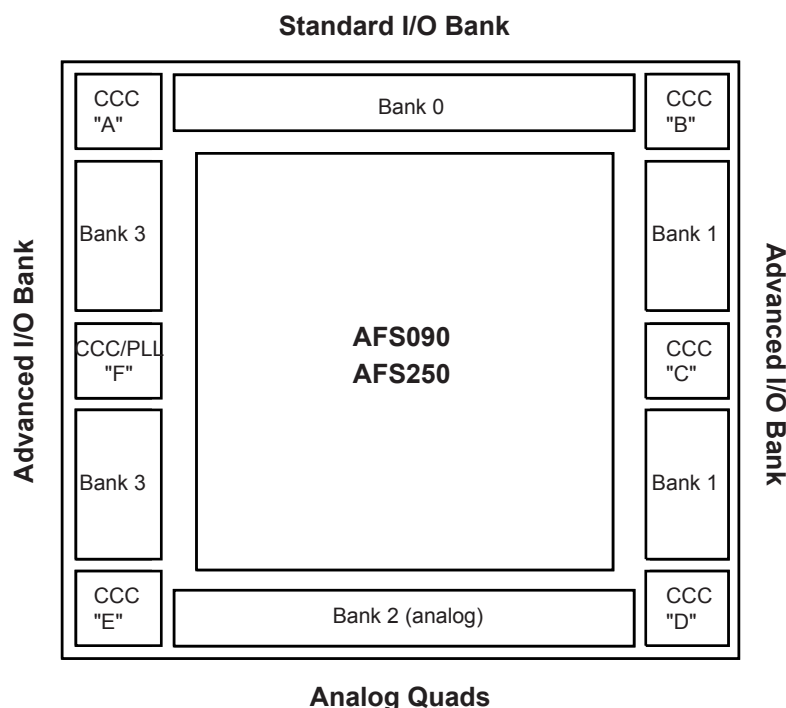 Standard I/O Bank
CCC
"A"
Bank 0
CCC
"B"
Bank 3
Bank 1
Advanced I/O Bank
CCC/PLL
"F"
AFS090
AFS250
CCC
"C"
Advanced I/O Bank
Bank 3
Bank 1
CCC
"E"
Bank 2 (analog)
CCC
"D"
Analog Quads